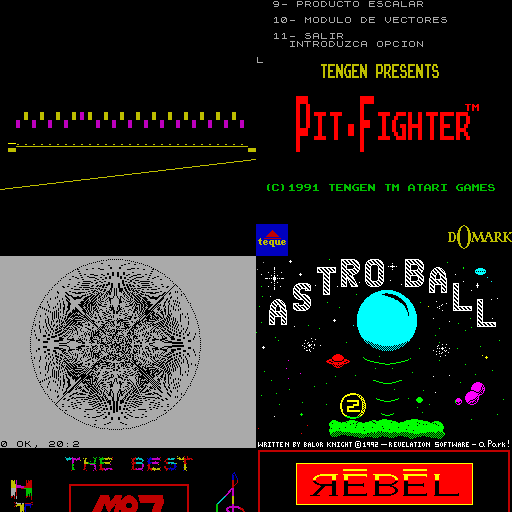 9- PRODUCTO ESCALAR
10- MODULO DE VECTORES
11- SALIR
INTRODUZCA OPCION
TENGEN PRESENTS
PIT-FIGHTER™
(C)1991 TENGEN TM ATARI GAMES
teque
DOMARK
ASTRO BALL
2
WRITTEN BY BALOR KNIGHT © 1992 - REVELATION SOFTWARE - a.Park!
0 OK, 20:2
THE BEST
REBEL